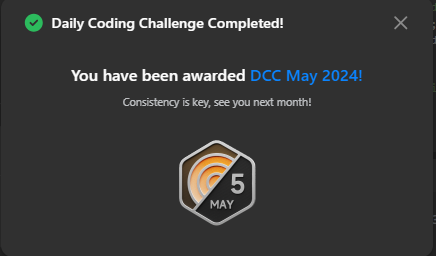 Daily Coding Challenge Completed!
You have been awarded DCC May 2024!
Consistency is key, see you next month!
5
MAY